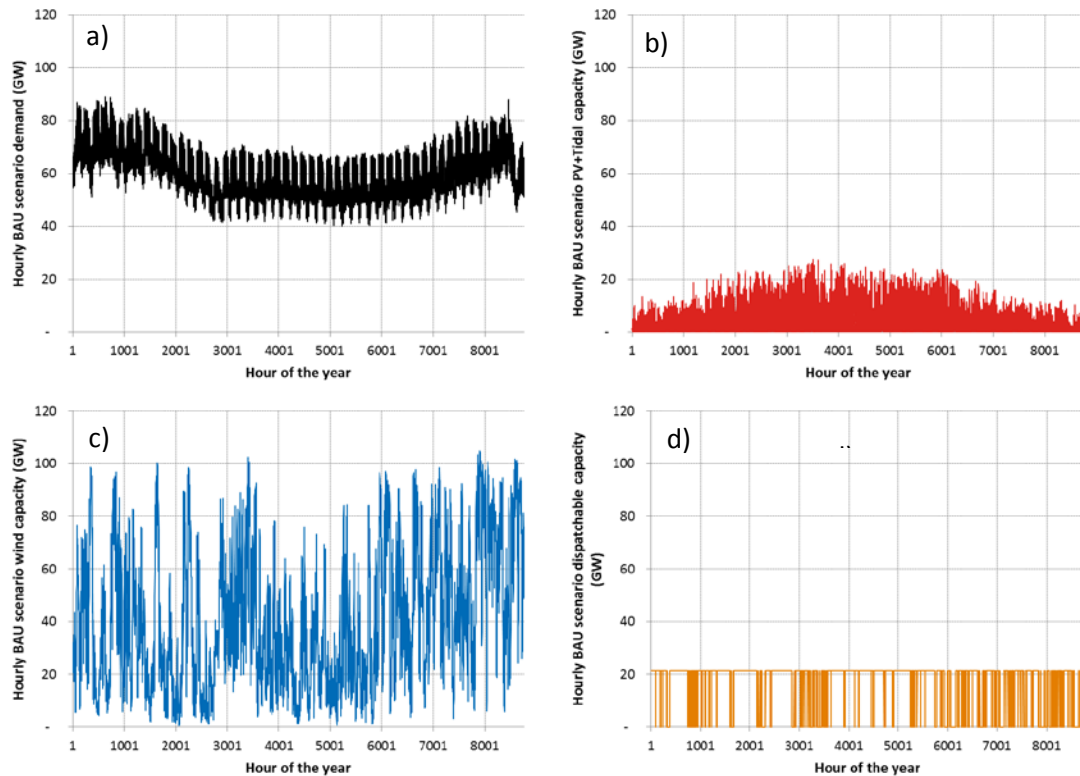 a)
Hourly BAU scenario demand (GW)
120
100
80
60
40
20
-
1 1001 2001 3001 4001 5001 6001 7001 8001
Hour of the year
b)
Hourly BAU scenario PV+Tidal capacity (GW)
120
100
80
60
40
20
-
1 1001 2001 3001 4001 5001 6001 7001 8001
Hour of the year
c)
Hourly BAU scenario wind capacity (GW)
120
100
80
60
40
20
-
1 1001 2001 3001 4001 5001 6001 7001 8001
Hour of the year
d)
Hourly BAU scenario dispatchable capacity
(GW)
120
100
80
60
40
20
-
1 1001 2001 3001 4001 5001 6001 7001 8001
Hour of the year